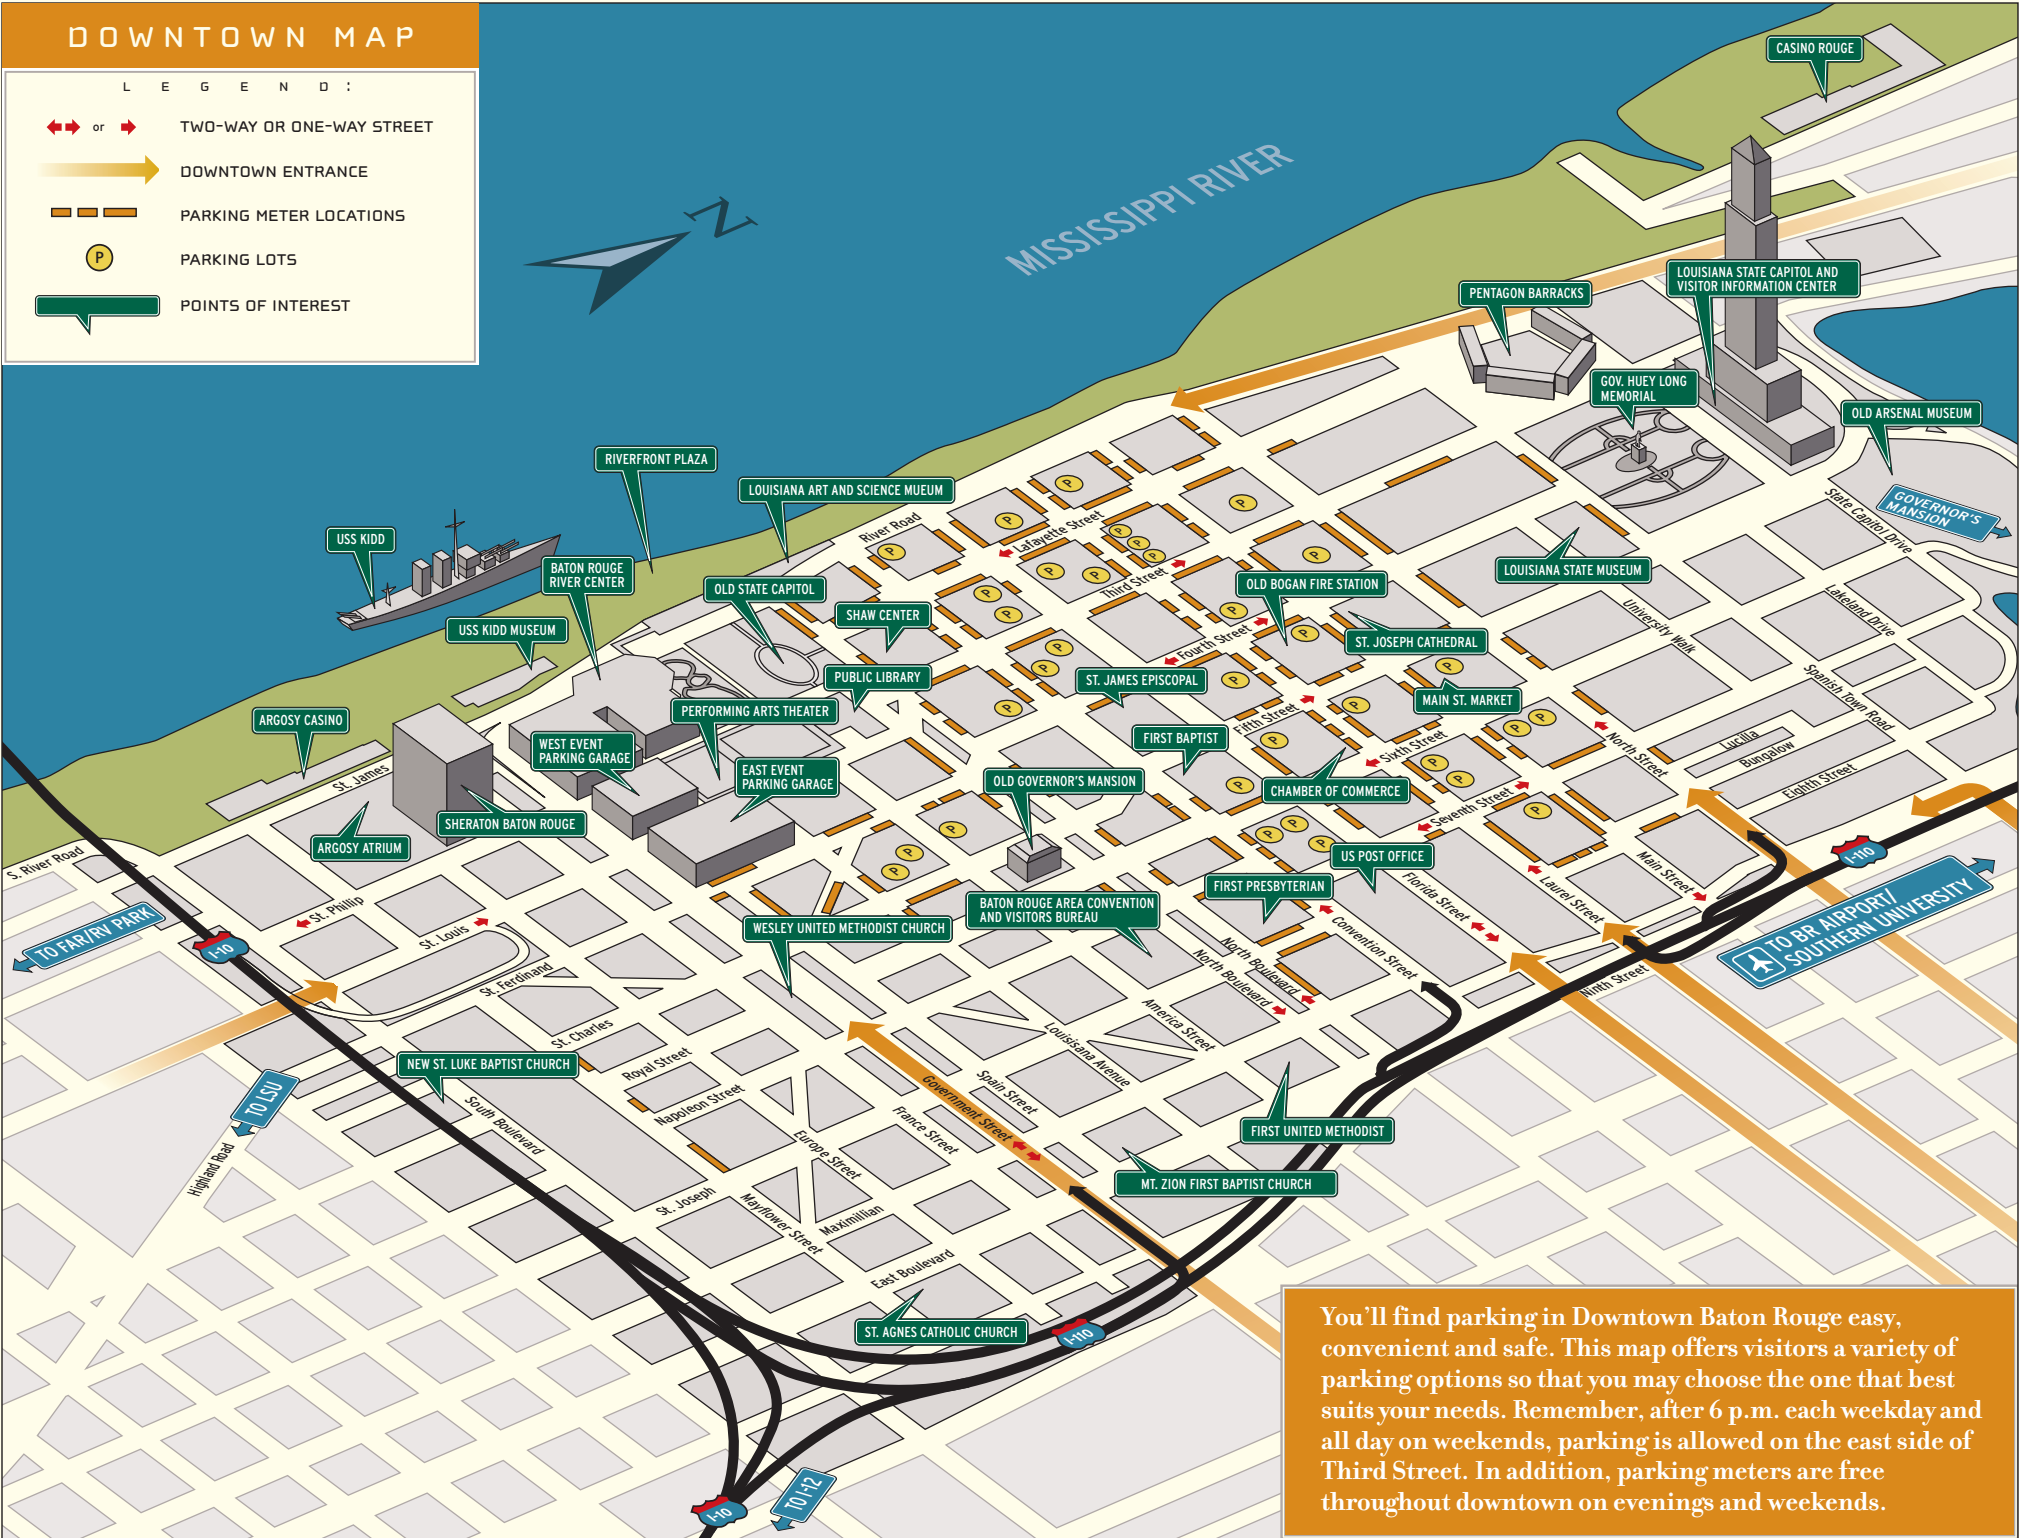 DOWNTOWN MAP
LEGEND:
or
TWO-WAY OR ONE-WAY STREET
DOWNTOWN ENTRANCE
PARKING METER LOCATIONS
P
PARKING LOTS
POINTS OF INTEREST
N
MISSISSIPPI RIVER
CASINO ROUGE
LOUISIANA STATE CAPITOL AND
VISITOR INFORMATION CENTER
PENTAGON BARRACKS
GOV. HUEY LONG
MEMORIAL
OLD ARSENAL MUSEUM
GOVERNOR'S
MANSION
State Capitol Drive
RIVERFRONT PLAZA
LOUISIANA ART AND SCIENCE MUEUM
River Road
Lafayette Street
USS KIDD
BATON ROUGE
RIVER CENTER
OLD STATE CAPITOL
SHAW CENTER
Third Street
OLD BOGAN FIRE STATION
LOUISIANA STATE MUSEUM
University Walk
Lakeland Drive
USS KIDD MUSEUM
PUBLIC LIBRARY
Fourth Street
ST. JOSEPH CATHEDRAL
ST. JAMES EPISCOPAL
MAIN ST. MARKET
Spanish Town Road
ARGOSY CASINO
PERFORMING ARTS THEATER
Fifth Street
WEST EVENT
PARKING GARAGE
FIRST BAPTIST
Sixth Street
North Street
Lucilla
Bungalow
Eighth Street
St. James
EAST EVENT
PARKING GARAGE
OLD GOVERNOR'S MANSION
CHAMBER OF COMMERCE
Seventh Street
SHERATON BATON ROUGE
ARGOSY ATRIUM
US POST OFFICE
Main Street
I-110
S. River Road
FIRST PRESBYTERIAN
Florida Street
Laurel Street
BATON ROUGE AREA CONVENTION
AND VISITORS BUREAU
St. Phillip
TO FAR/RV PARK
I-10
St. Louis
WESLEY UNITED METHODIST CHURCH
Convention Street
TO BR AIRPORT/
SOUTHERN UNIVERSITY
North Boulevard
North Boulevard
St. Ferdinand
Ninth Street
St. Charles
America Street
Louisisana Avenue
NEW ST. LUKE BAPTIST CHURCH
Royal Street
TO LSU
Napoleon Street
Government Street
Spain Street
France Street
South Boulevard
FIRST UNITED METHODIST
Europe Street
Highland Road
MT. ZION FIRST BAPTIST CHURCH
St. Joseph
Mayflower Street
Maximillian
East Boulevard
ST. AGNES CATHOLIC CHURCH
I-110
TO I-12
I-10
You'll find parking in Downtown Baton Rouge easy,
convenient and safe. This map offers visitors a variety of
parking options so that you may choose the one that best
suits your needs. Remember, after 6 p.m. each weekday and
all day on weekends, parking is allowed on the east side of
Third Street. In addition, parking meters are free
throughout downtown on evenings and weekends.